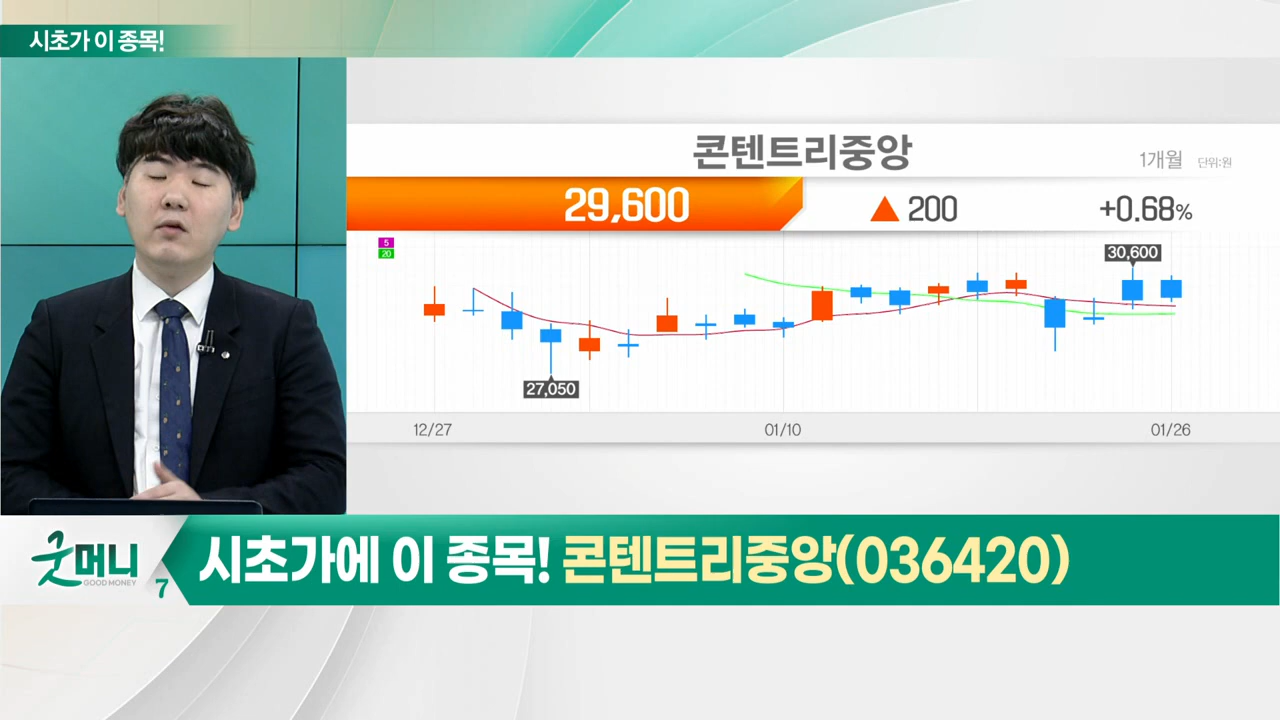 시초가 이 종목!
콘텐트리중앙
1개월 단위:원
29,600 ▲ 200 +0.68%
5
20
30,600
27,050
12/27 01/10 01/26
굿머니
GOOD MONEY
7
시초가에 이 종목! 콘텐트리중앙(036420)